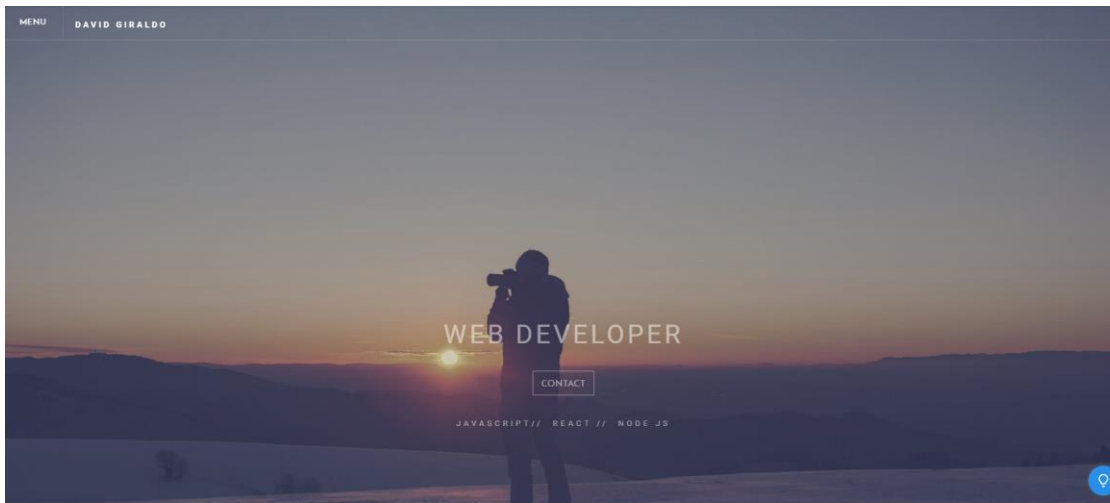 MENU
DAVID GIRALDO
WEB DEVELOPER
CONTACT
JAVASCRIPT// REACT // NODE JS